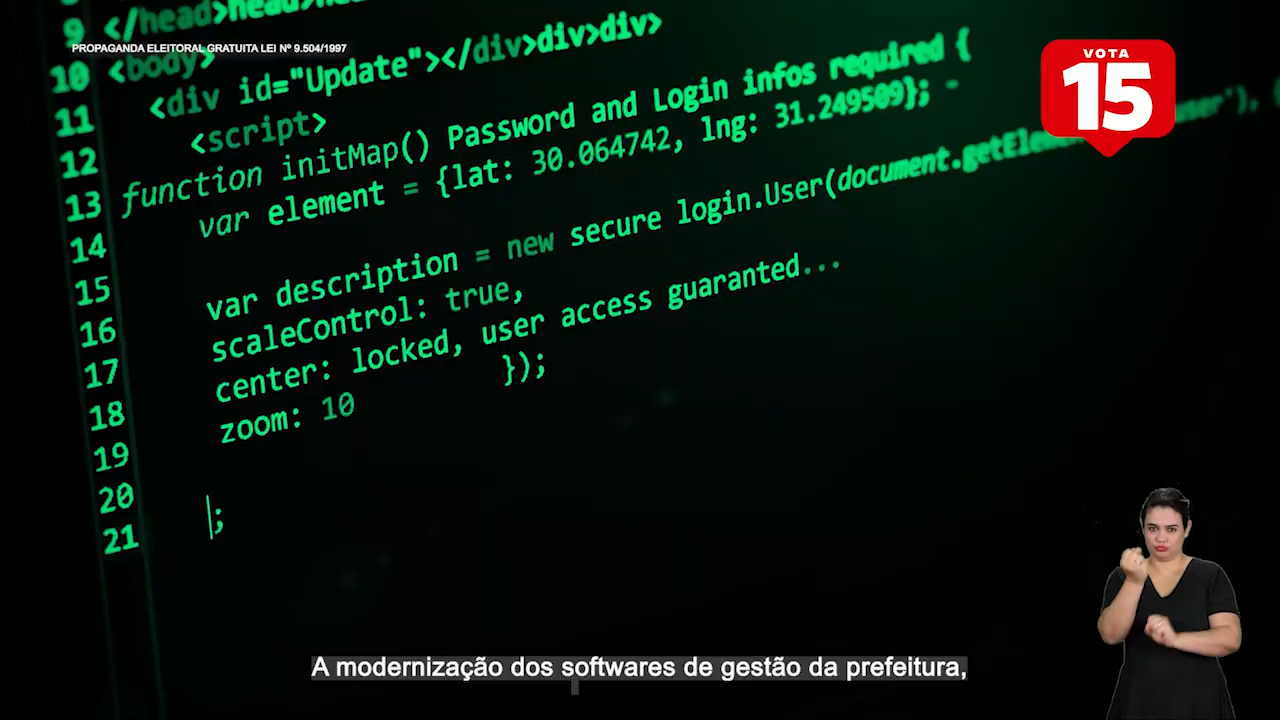 9 </head>head>
PROPAGANDA ELEITORAL GRATUITA LEI Nº 9.504/1997
VOTA
15
10 <body>
11 <div id="Update"></div>div>div>
12 <script>
13 function initMap() Password and Login infos required {
14 var element = {lat: 30.064742, lng: 31.249509}; -
15
16 var description = new secure login.User(document.getElem user'),
17 scaleControl: true,
18 center: locked, user access guaranted...
19 zoom: 10 });
20
21 ;
A modernização dos softwares de gestão da prefeitura,